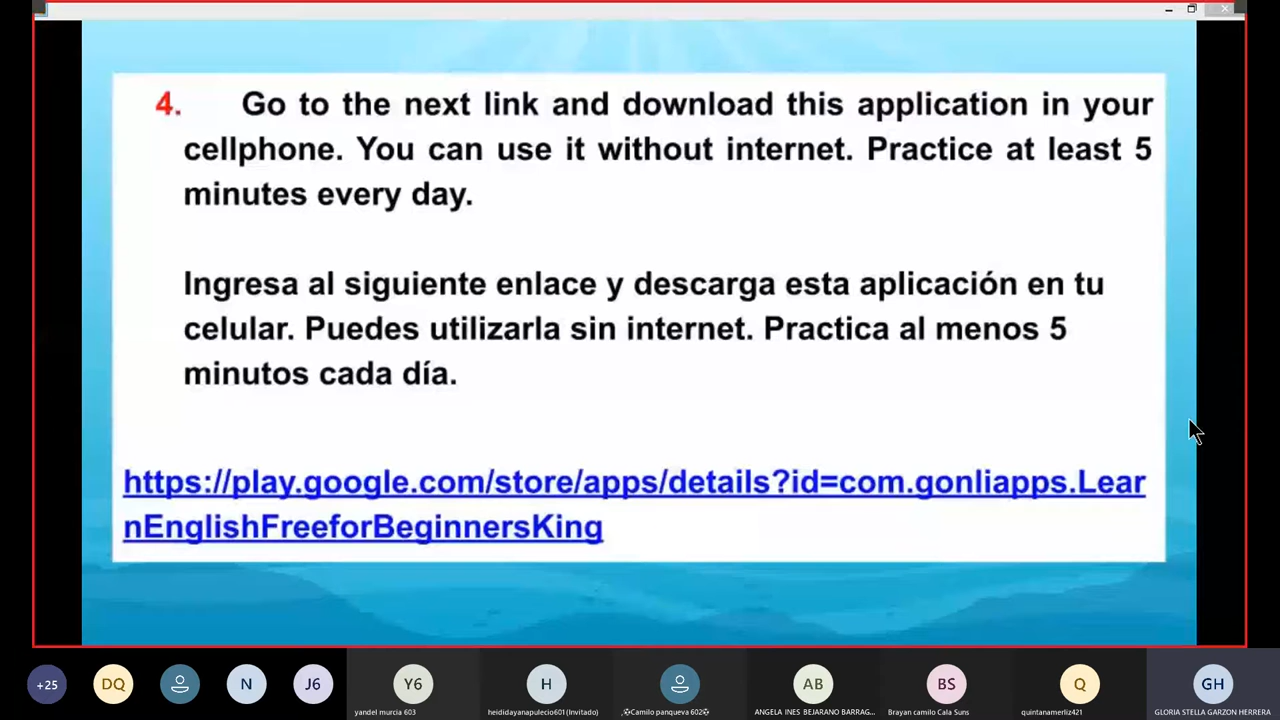 4. Go to the next link and download this application in your
cellphone. You can use it without internet. Practice at least 5
minutes every day.
Ingresa al siguiente enlace y descarga esta aplicación en tu
celular. Puedes utilizarla sin internet. Practica al menos 5
minutos cada día.
https://play.google.com/store/apps/details?id=com.gonliapps.Lear
nEnglishFreeforBeginnersKing
+25
DQ
N
J6
Y6
H
AB
BS
Q
GH
yandel murcia 603
heididayanapulecio601(Invitado)
Camilo panqueva 602
ANGELA INES BEJARANO BARRAG...
Brayan camilo Cala Suns
quintanamerliz421
GLORIA STELLA GARZON HERRERA